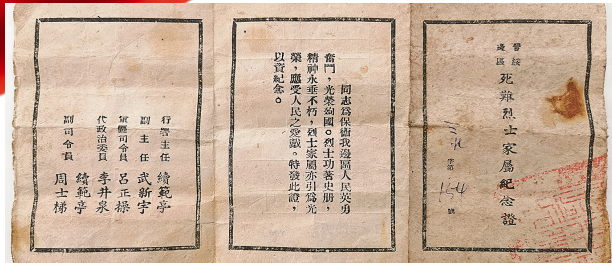 晉綏
邊區
死難烈士家屬紀念證
字第 154 號
同志為保衛我邊區人民英勇
奮鬥,光榮殉國。烈士功著史冊,
精神永垂不朽,烈士家屬亦引為光
榮,應受人民之愛戴。特發此證,
以資紀念。
行署主任 續範亭
副主任 武新宇
軍區司令員 呂正操
代政治委員 李井泉
副司令員 續範亭
周士梯